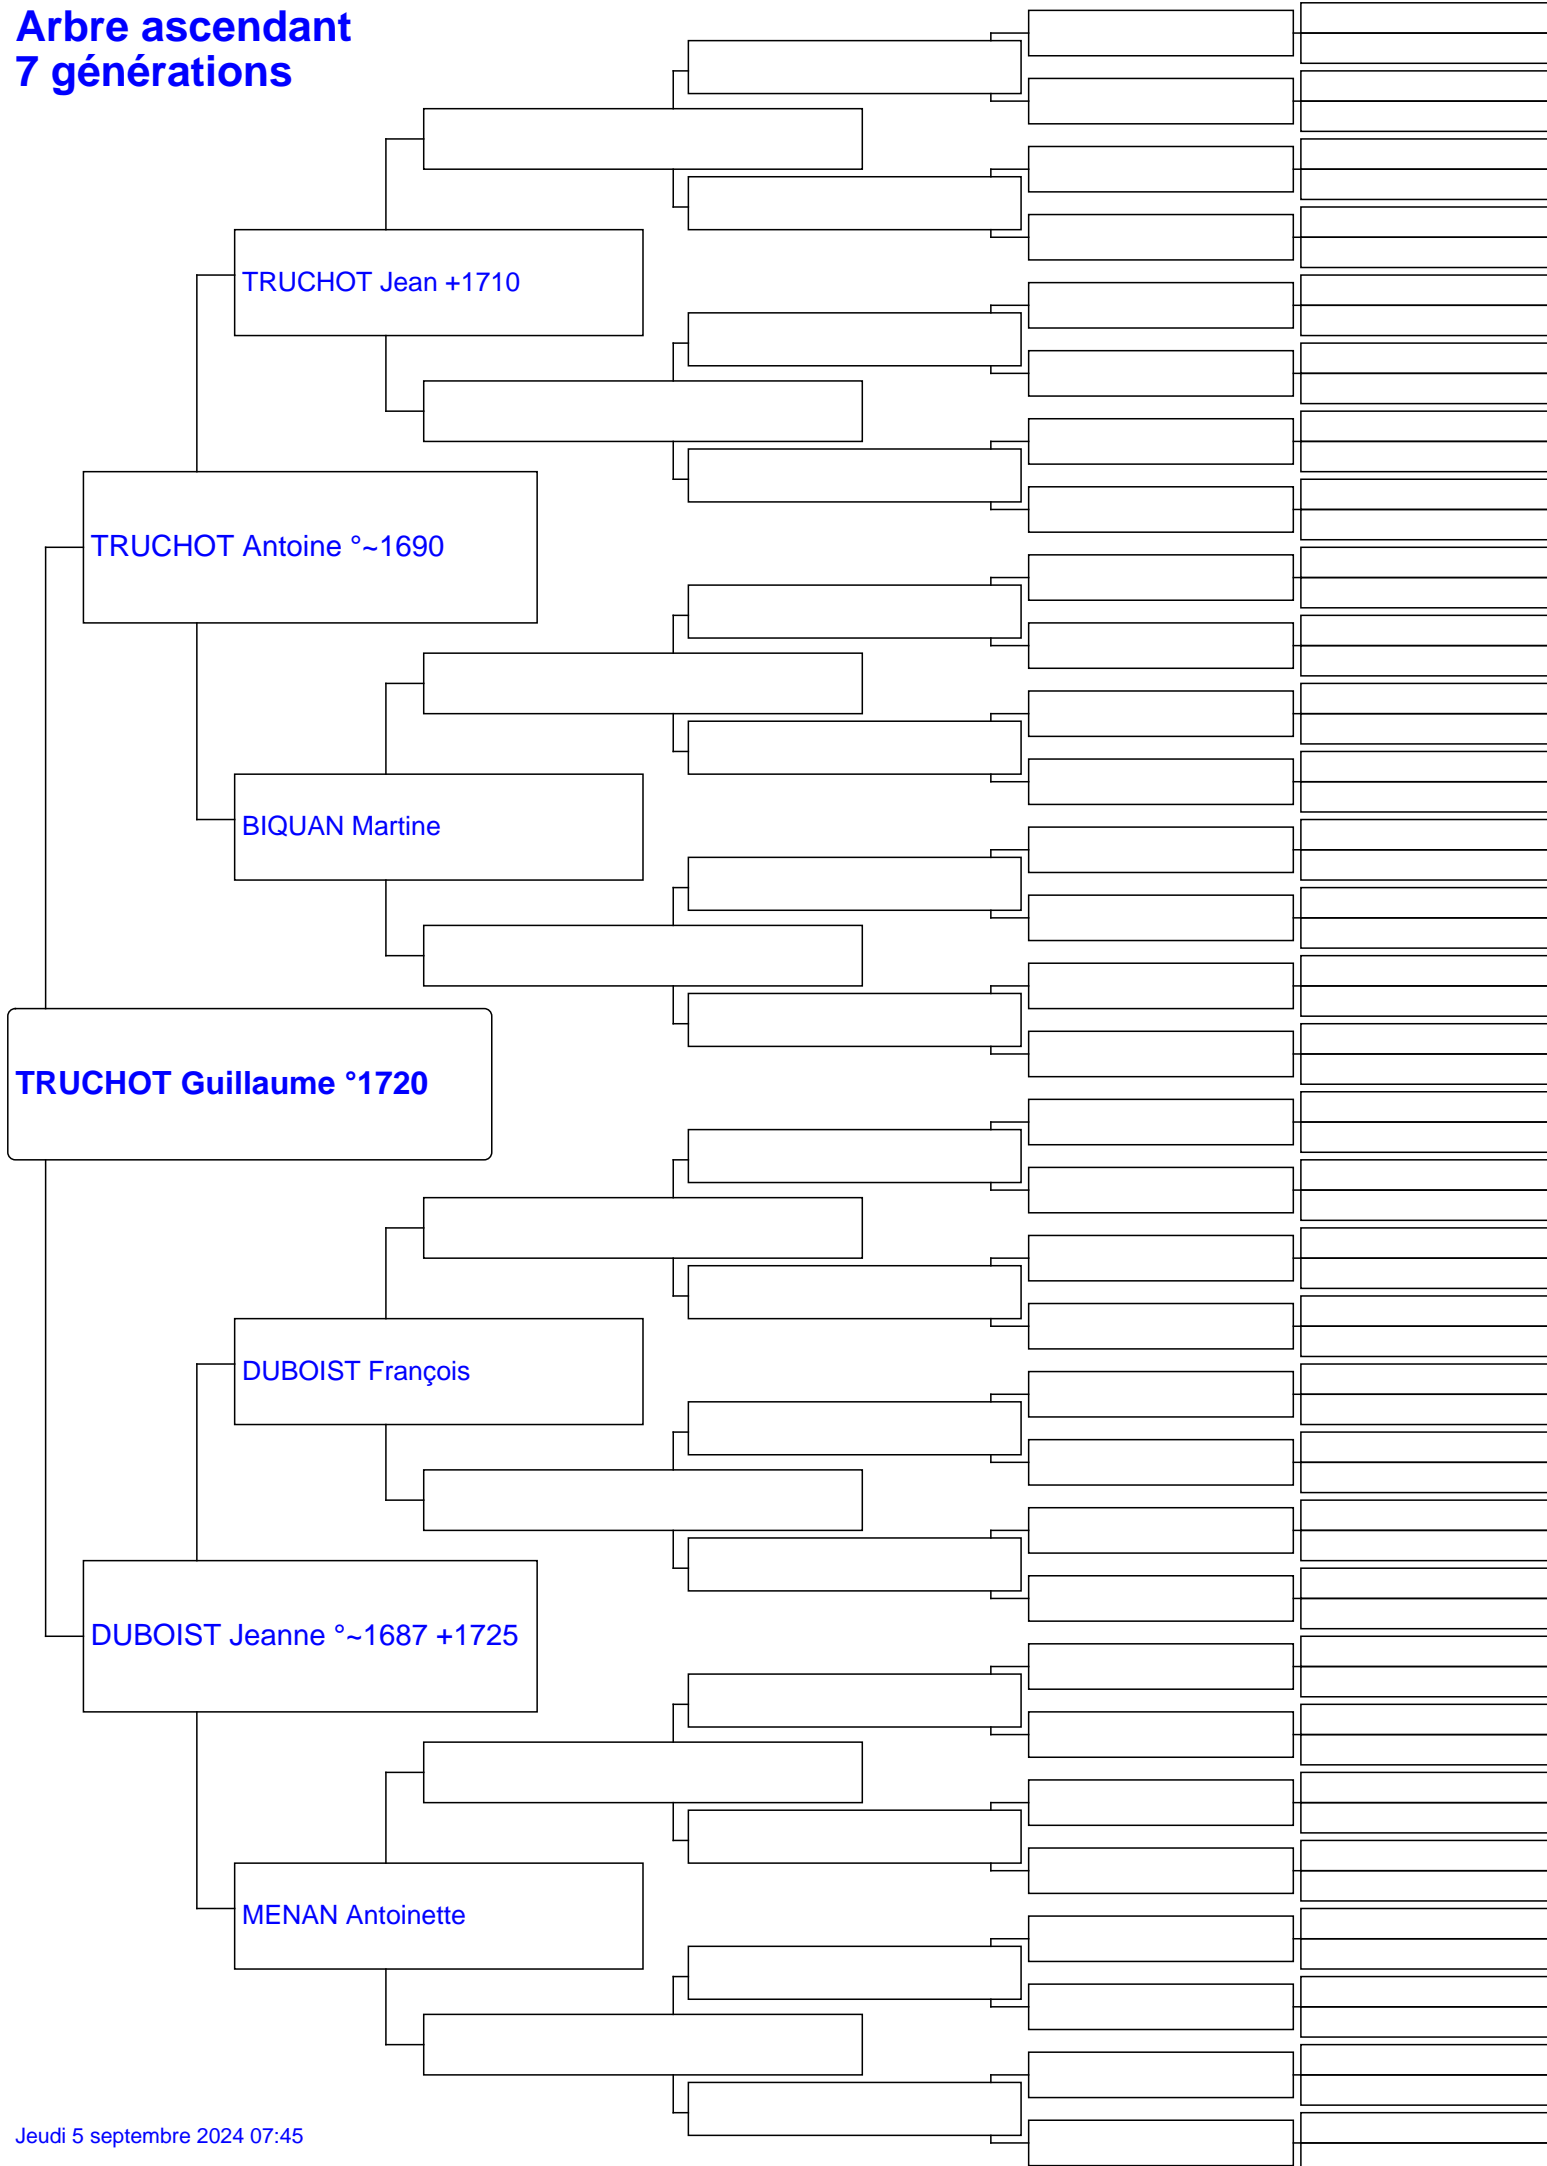 Arbre ascendant
7 générations
TRUCHOT Jean +1710
TRUCHOT Antoine °~1690
BIQUAN Martine
TRUCHOT Guillaume °1720
DUBOIST François
DUBOIST Jeanne °~1687 +1725
MENAN Antoinette
Jeudi 5 septembre 2024 07:45